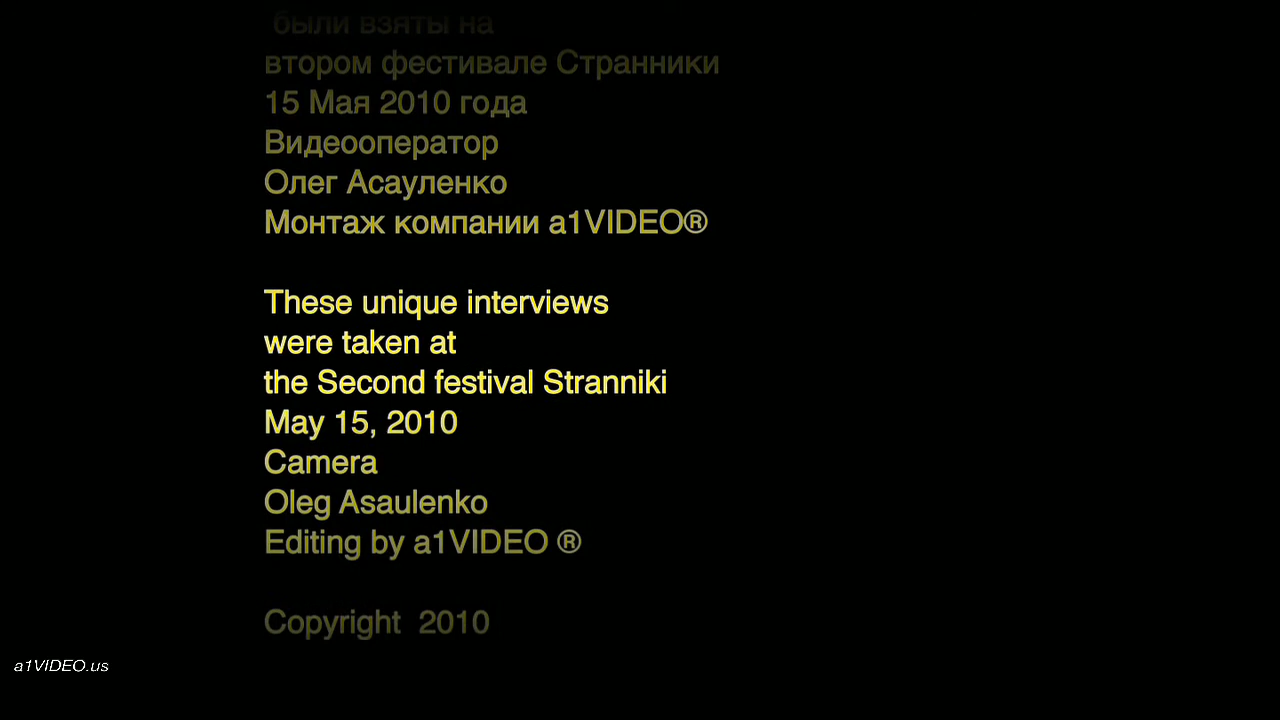 были взяты на
втором фестивале Странники
15 Мая 2010 года
Видеооператор
Олег Асауленко
Монтаж компании a1VIDEO®
These unique interviews
were taken at
the Second festival Stranniki
May 15, 2010
Camera
Oleg Asaulenko
Editing by a1VIDEO ®
Copyright  2010
a1VIDEO.us